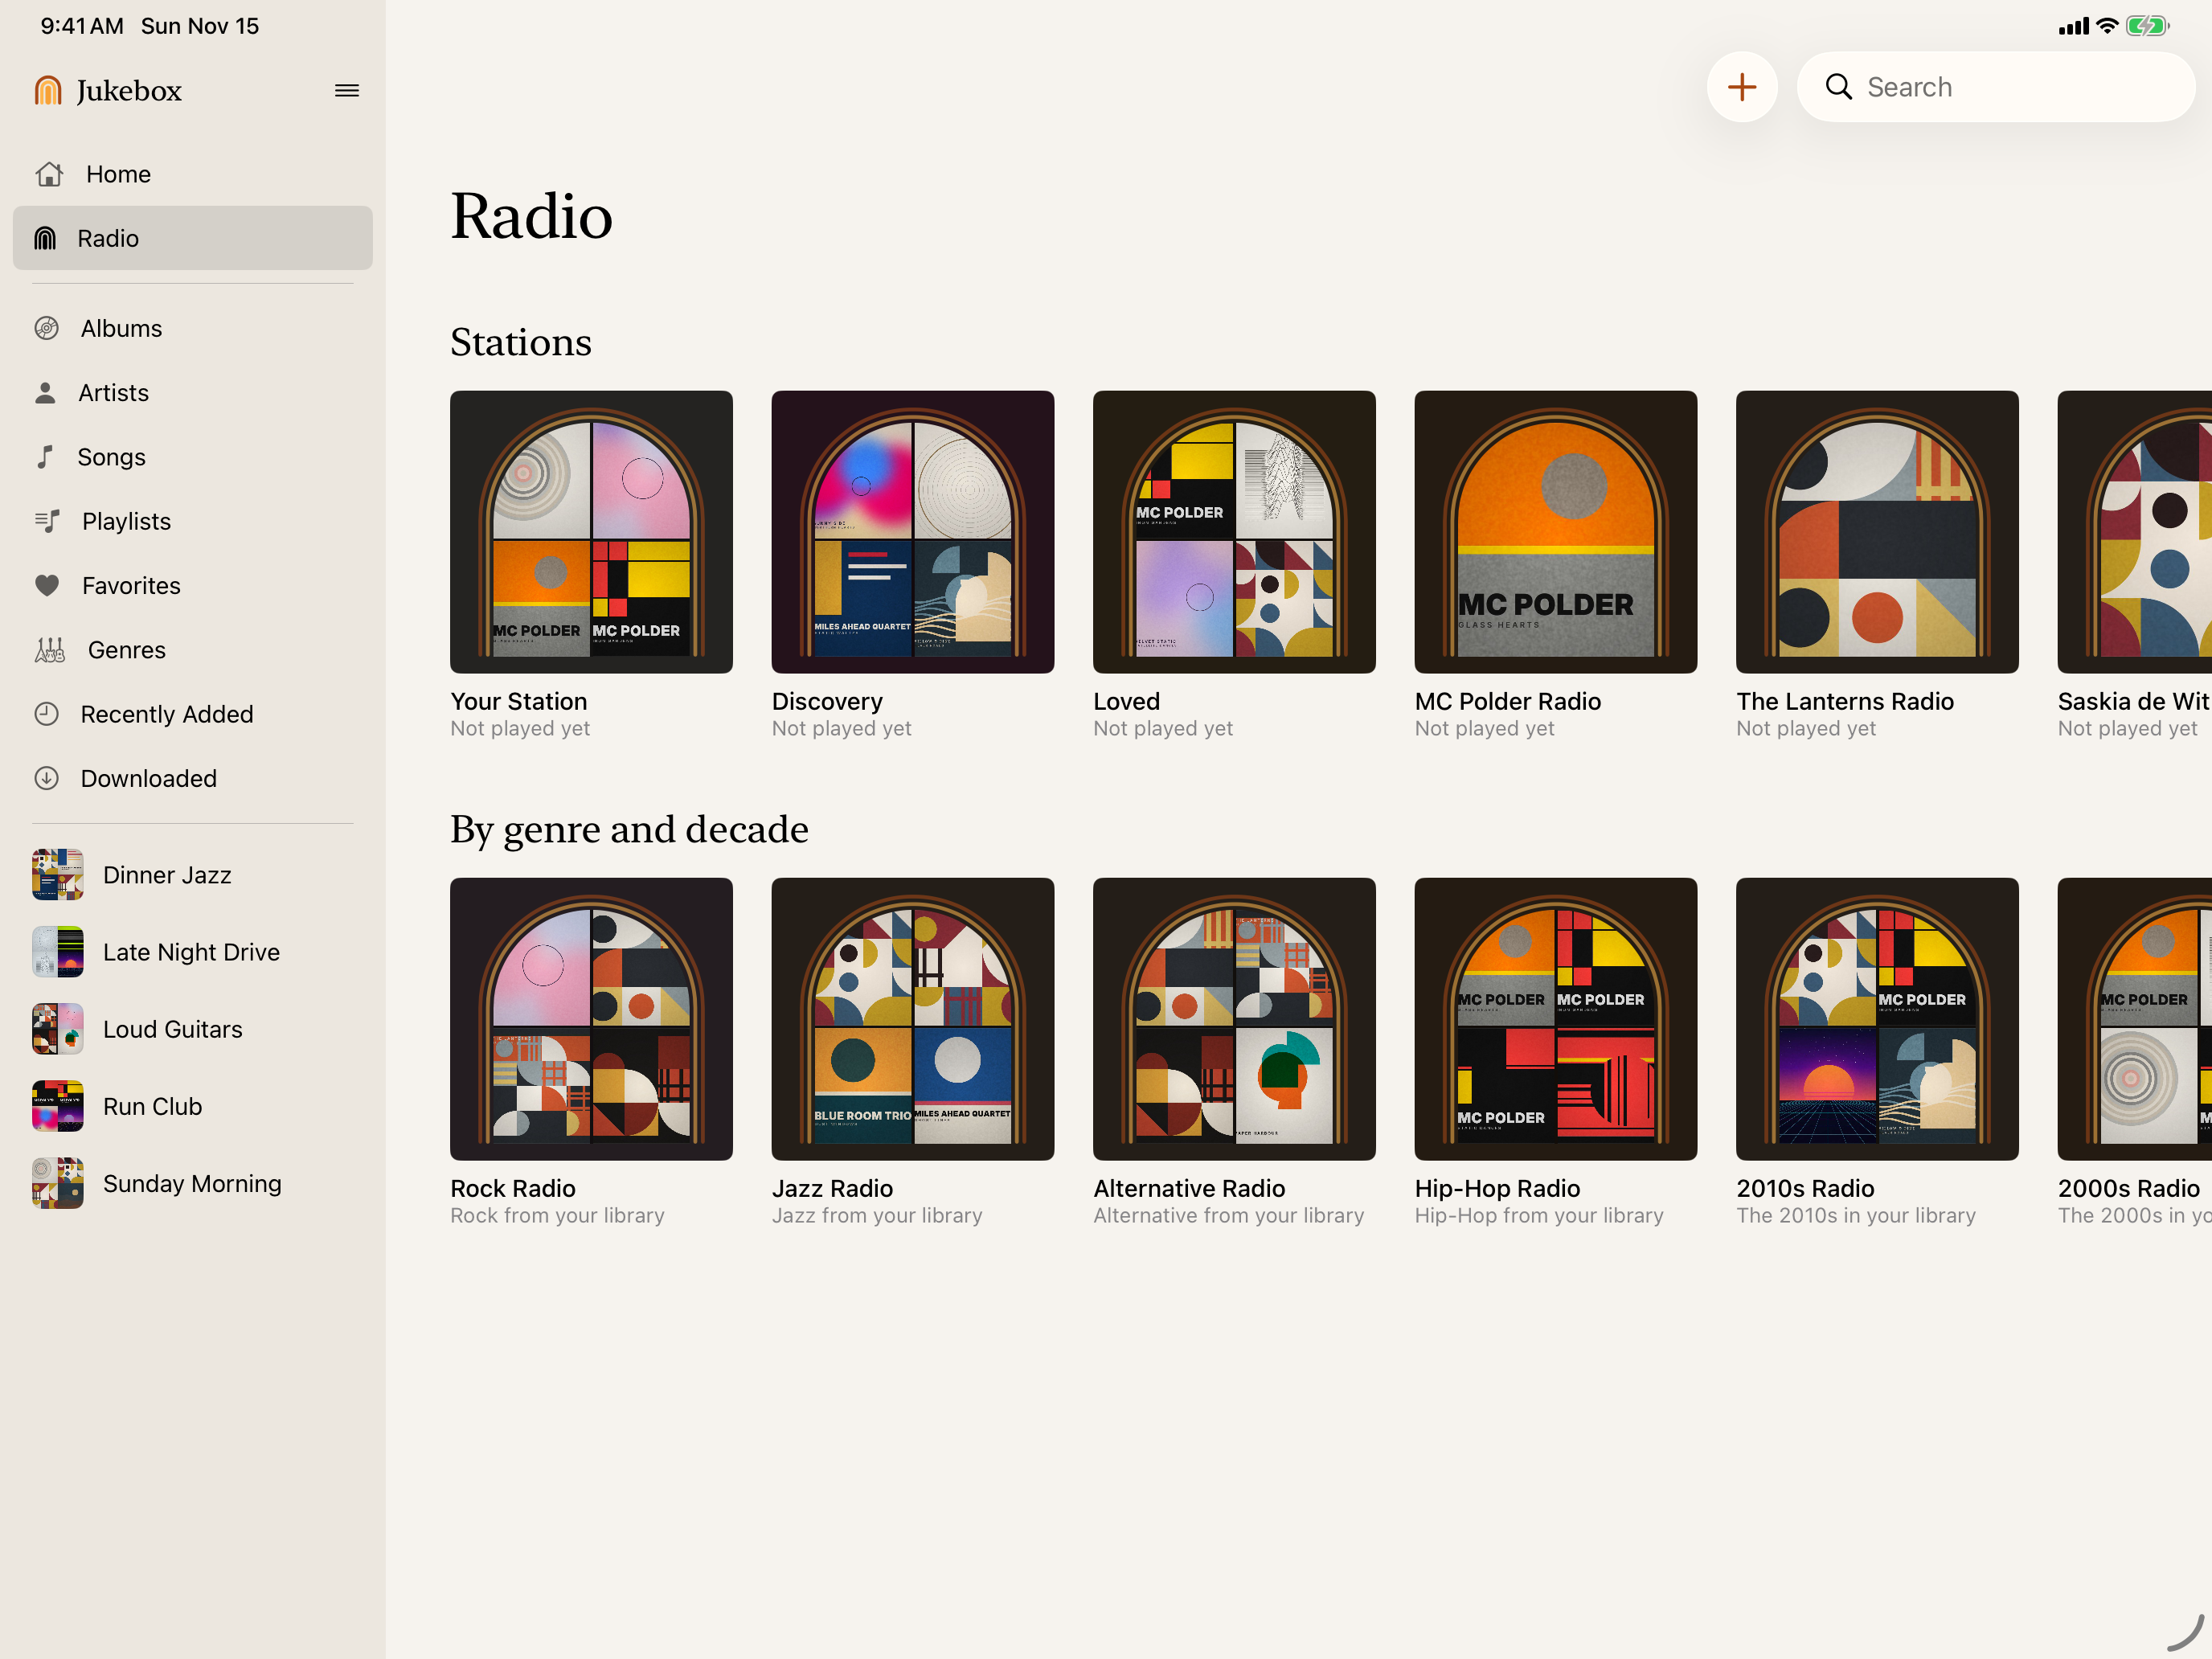 9:41 AM Sun Nov 15
Jukebox
Search
Home
Radio
Albums
Artists
Songs
Playlists
Favorites
Genres
Recently Added
Downloaded
Dinner Jazz
Late Night Drive
Loud Guitars
Run Club
Sunday Morning
Radio
Stations
MC POLDER
MC POLDER
MILES AHEAD QUARTET
MC POLDER
MC POLDER
GLASS HEARTS
Your Station
Not played yet
Discovery
Not played yet
Loved
Not played yet
MC Polder Radio
Not played yet
The Lanterns Radio
Not played yet
Saskia de Wit
Not played yet
By genre and decade
BLUE ROOM TRIO
MILES AHEAD QUARTET
PAPER HARBOUR
MC POLDER
MC POLDER
MC POLDER
MC POLDER
MC POLDER
Rock Radio
Rock from your library
Jazz Radio
Jazz from your library
Alternative Radio
Alternative from your library
Hip-Hop Radio
Hip-Hop from your library
2010s Radio
The 2010s in your library
2000s Radio
The 2000s in yo